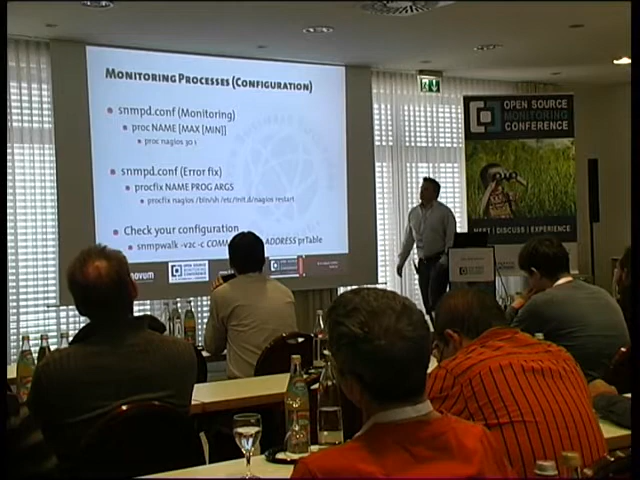 Monitoring Processes (Configuration)
snmpd.conf (Monitoring)
proc NAME [MAX [MIN]]
proc nagios 30 1
snmpd.conf (Error fix)
procfix NAME PROG ARGS
procfix nagios /bin/sh /etc/init.d/nagios restart
Check your configuration
snmpwalk -v2c -c ADDRESS prTable
OPEN SOURCE
MONITORING
CONFERENCE
MEET | DISCUSS | EXPERIENCE